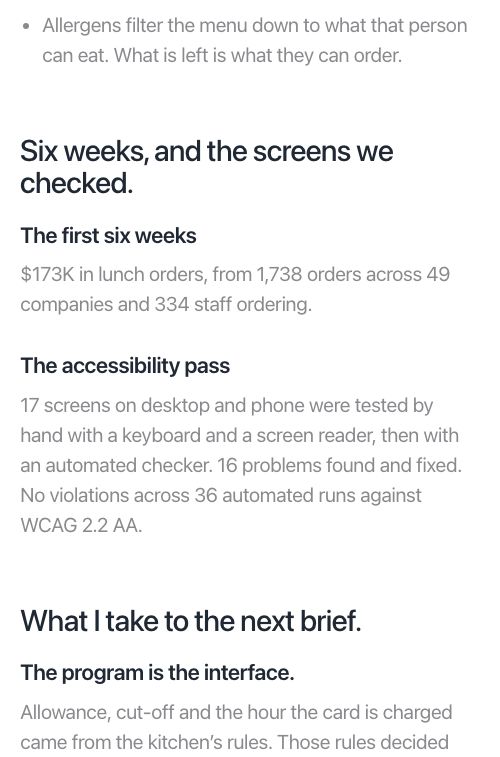 • Allergens filter the menu down to what that person
can eat. What is left is what they can order.
Six weeks, and the screens we
checked.
The first six weeks
$173K in lunch orders, from 1,738 orders across 49
companies and 334 staff ordering.
The accessibility pass
17 screens on desktop and phone were tested by
hand with a keyboard and a screen reader, then with
an automated checker. 16 problems found and fixed.
No violations across 36 automated runs against
WCAG 2.2 AA.
What I take to the next brief.
The program is the interface.
Allowance, cut-off and the hour the card is charged
came from the kitchen’s rules. Those rules decided